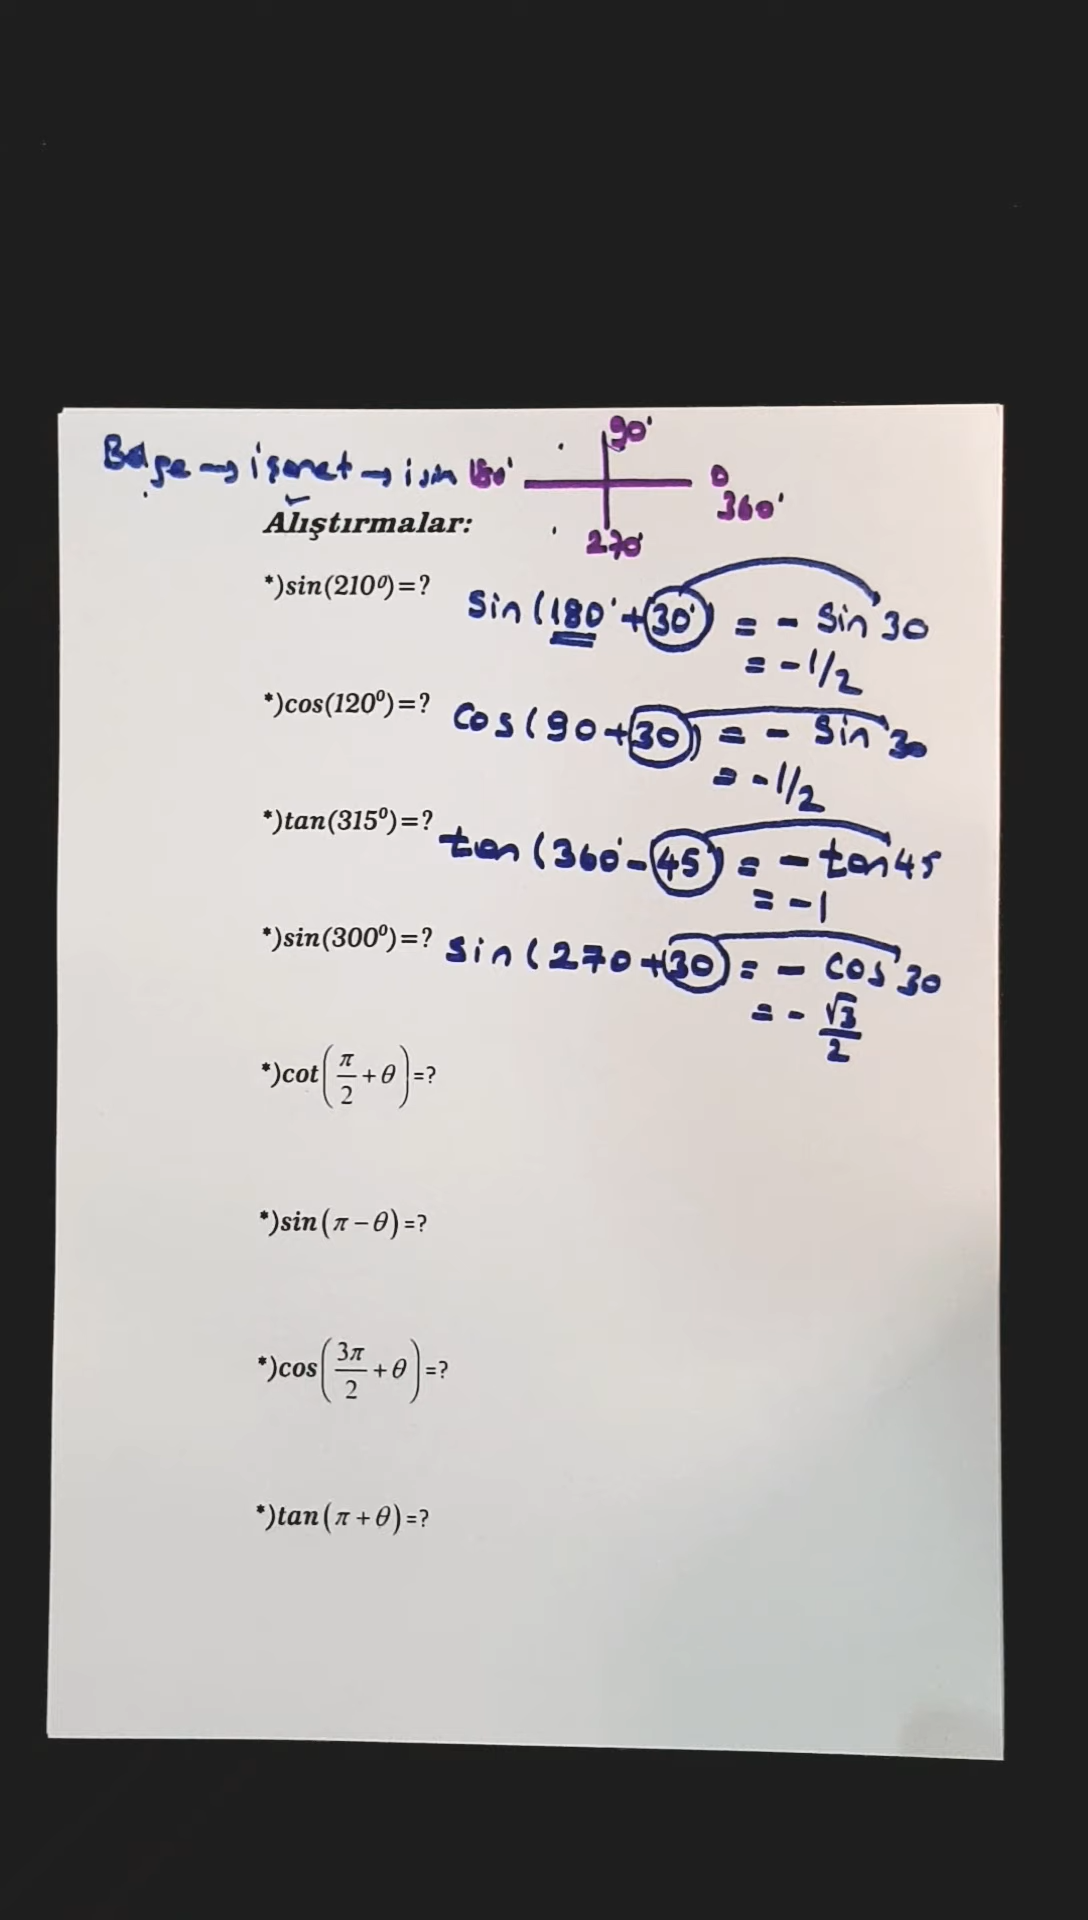 Bölge → işaret → isim
90°
180°
0
360°
270°
Alıştırmalar:
*)sin(210⁰)=? sin(180°+30°) = - sin 30
= -1/2
*)cos(120⁰)=? cos(90+30) = - sin 30
= -1/2
*)tan(315⁰)=? tan(360°-45) = - tan 45
= -1
*)sin(300⁰)=? sin(270+30) = - cos 30
= - √3/2
*)cot(π/2+θ)=?
*)sin(π-θ)=?
*)cos(3π/2+θ)=?
*)tan(π+θ)=?